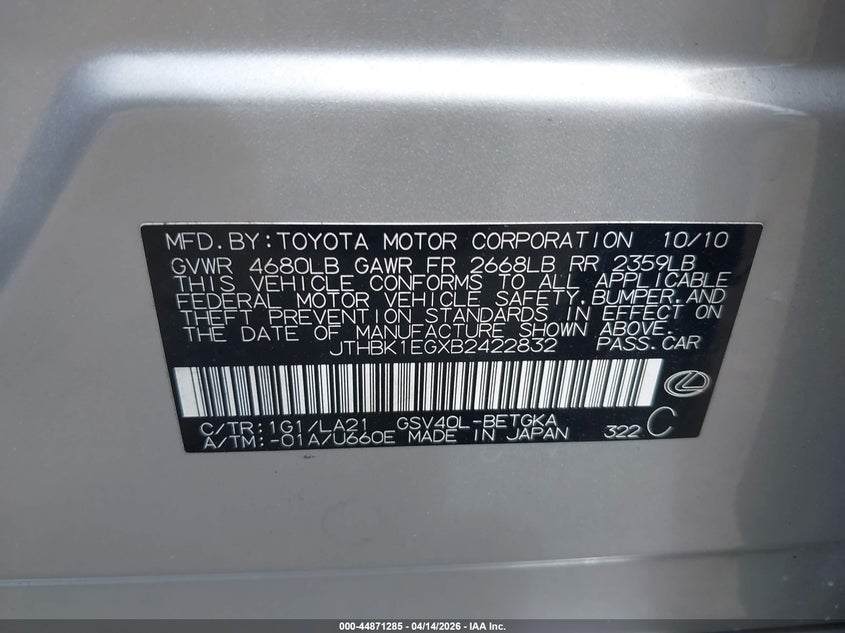 MFD. BY: TOYOTA MOTOR CORPORATION 10/10
GVWR 4680LB GAWR FR 2668LB RR 2359LB
THIS VEHICLE CONFORMS TO ALL APPLICABLE
FEDERAL MOTOR VEHICLE SAFETY, BUMPER, AND
THEFT PREVENTION STANDARDS IN EFFECT ON
THE DATE OF MANUFACTURE SHOWN ABOVE.
JTHBK1EGXB2422832 PASS. CAR
C/TR: 1G1/LA21 GSV40L-BETGKA
A/TM: -01A/U660E MADE IN JAPAN 322 C
000-44871285 | 04/14/2026 - IAA Inc.